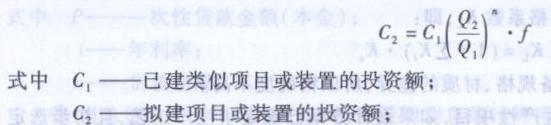 C₂ = C₁(Q₂/Q₁)ⁿ · f
式中 C₁——已建类似项目或装置的投资额；
C₂——拟建项目或装置的投资额；